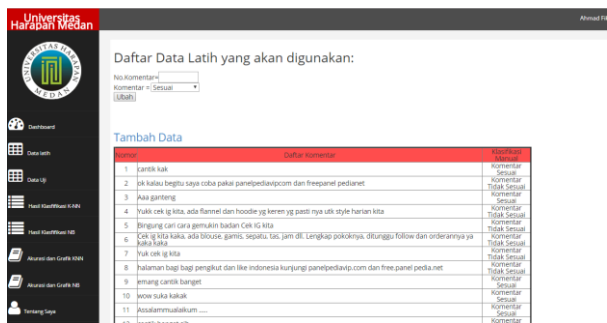 Universitas
Harapan Medan
UNIVERSITAS HARAPAN
MEDAN
Dashboard
Data latih
Data Uji
Hasil Klasifikasi K-NN
Hasil Klasifikasi NB
Akurasi dan Grafik KNN
Akurasi dan Grafik NB
Tentang Saya
Ahmad
Daftar Data Latih yang akan digunakan:
No.Komentar=
Komentar = Sesuai
Ubah
Tambah Data
Nomor Daftar Komentar Klasifikasi Manual
1 cantik kak Komentar Sesuai
2 ok kalau begitu saya coba pakai panelpediavipcom dan freepanel pedianet Komentar Tidak Sesuai
3 Aaa ganteng Komentar Sesuai
4 Yukk cek ig kita, ada flannel dan hoodie yg keren yg pasti nya utk style harian kita Komentar Tidak Sesuai
5 Bingung cari cara gemukin badan Cek IG kita Komentar Tidak Sesuai
6 Cek ig kita kaka, ada blouse, gamis, sepatu, tas, jam dll. Lengkap pokoknya, ditunggu follow dan orderannya ya
kaka kaka Komentar Tidak Sesuai
7 Yuk cek ig kita Komentar Tidak Sesuai
8 halaman bagi bagi pengikut dan like indonesia kunjungi panelpediavip.com dan free.panel pedia.net Komentar Tidak Sesuai
9 emang cantik banget Komentar Sesuai
10 wow suka kakak Komentar Sesuai
11 Assalammualaikum ..... Komentar Sesuai
Komentar